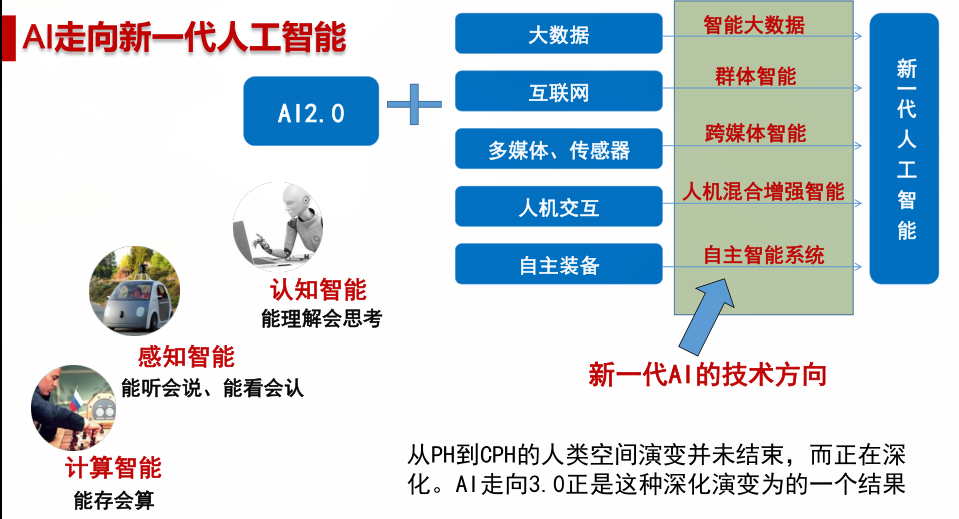 AI走向新一代人工智能
AI2.0
大数据
互联网
多媒体、传感器
人机交互
自主装备
智能大数据
群体智能
跨媒体智能
人机混合增强智能
自主智能系统
新一代人工智能
新一代AI的技术方向
认知智能
能理解会思考
感知智能
能听会说、能看会认
计算智能
能存会算
从PH到CPH的人类空间演变并未结束，而正在深
化。AI走向3.0正是这种深化演变为的一个结果